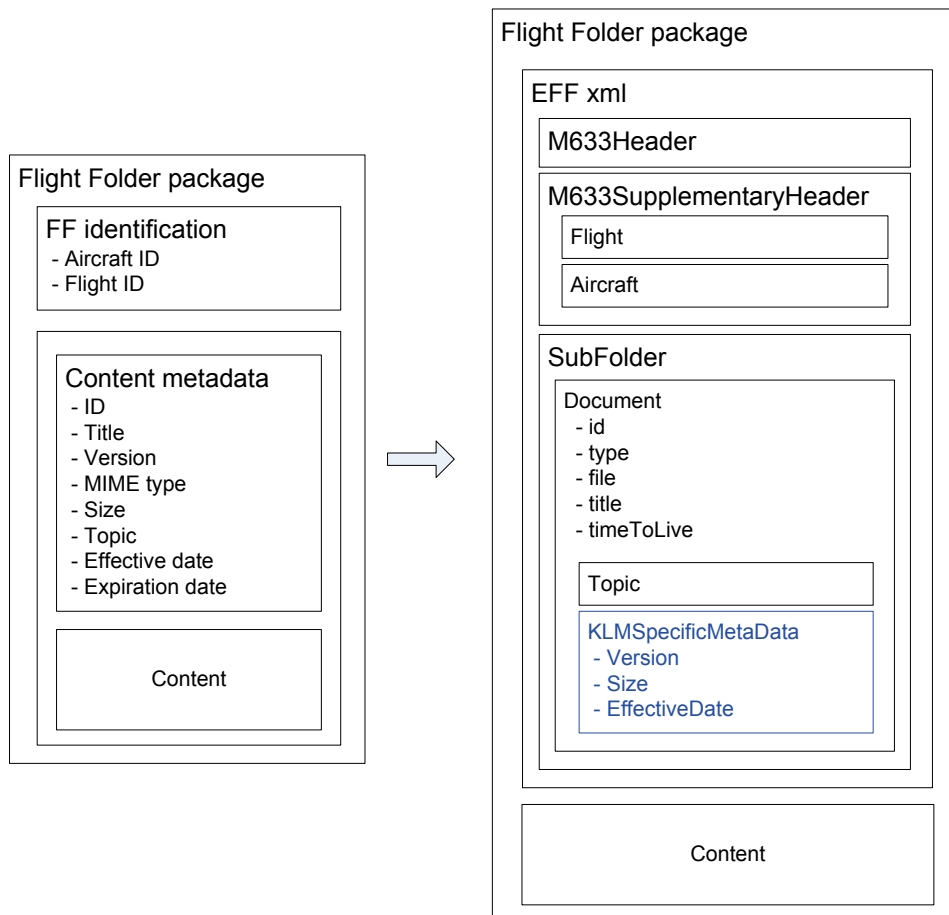 Flight Folder package
FF identification
- Aircraft ID
- Flight ID
Content metadata
- ID
- Title
- Version
- MIME type
- Size
- Topic
- Effective date
- Expiration date
Content
Flight Folder package
EFF xml
M633Header
M633SupplementaryHeader
Flight
Aircraft
SubFolder
Document
- id
- type
- file
- title
- timeToLive
Topic
KLMSpecificMetaData
- Version
- Size
- EffectiveDate
Content